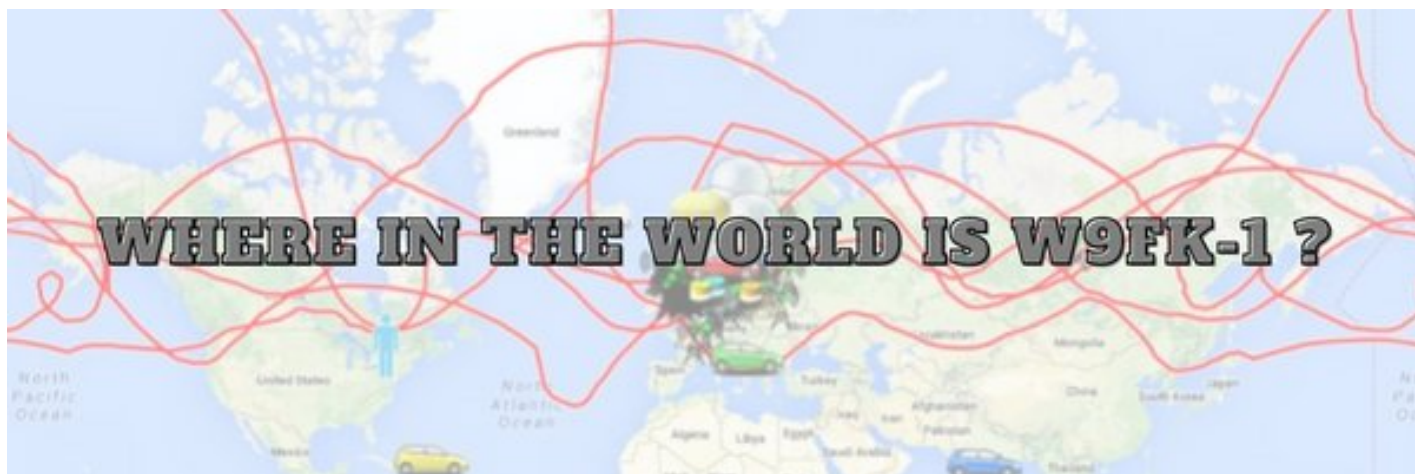 Greenland
WHERE IN THE WORLD IS W9FK-1 ?
Kazakhstan
Mongolia
North
Pacific
Ocean
United States
North
Atlantic
Ocean
Spain
Turkey
China
Japan
South Korea
Iraq
Iran
Afghanistan
Pakistan
Algeria
Libya
Egypt
Saudi Arabia
Mexico
Thailand